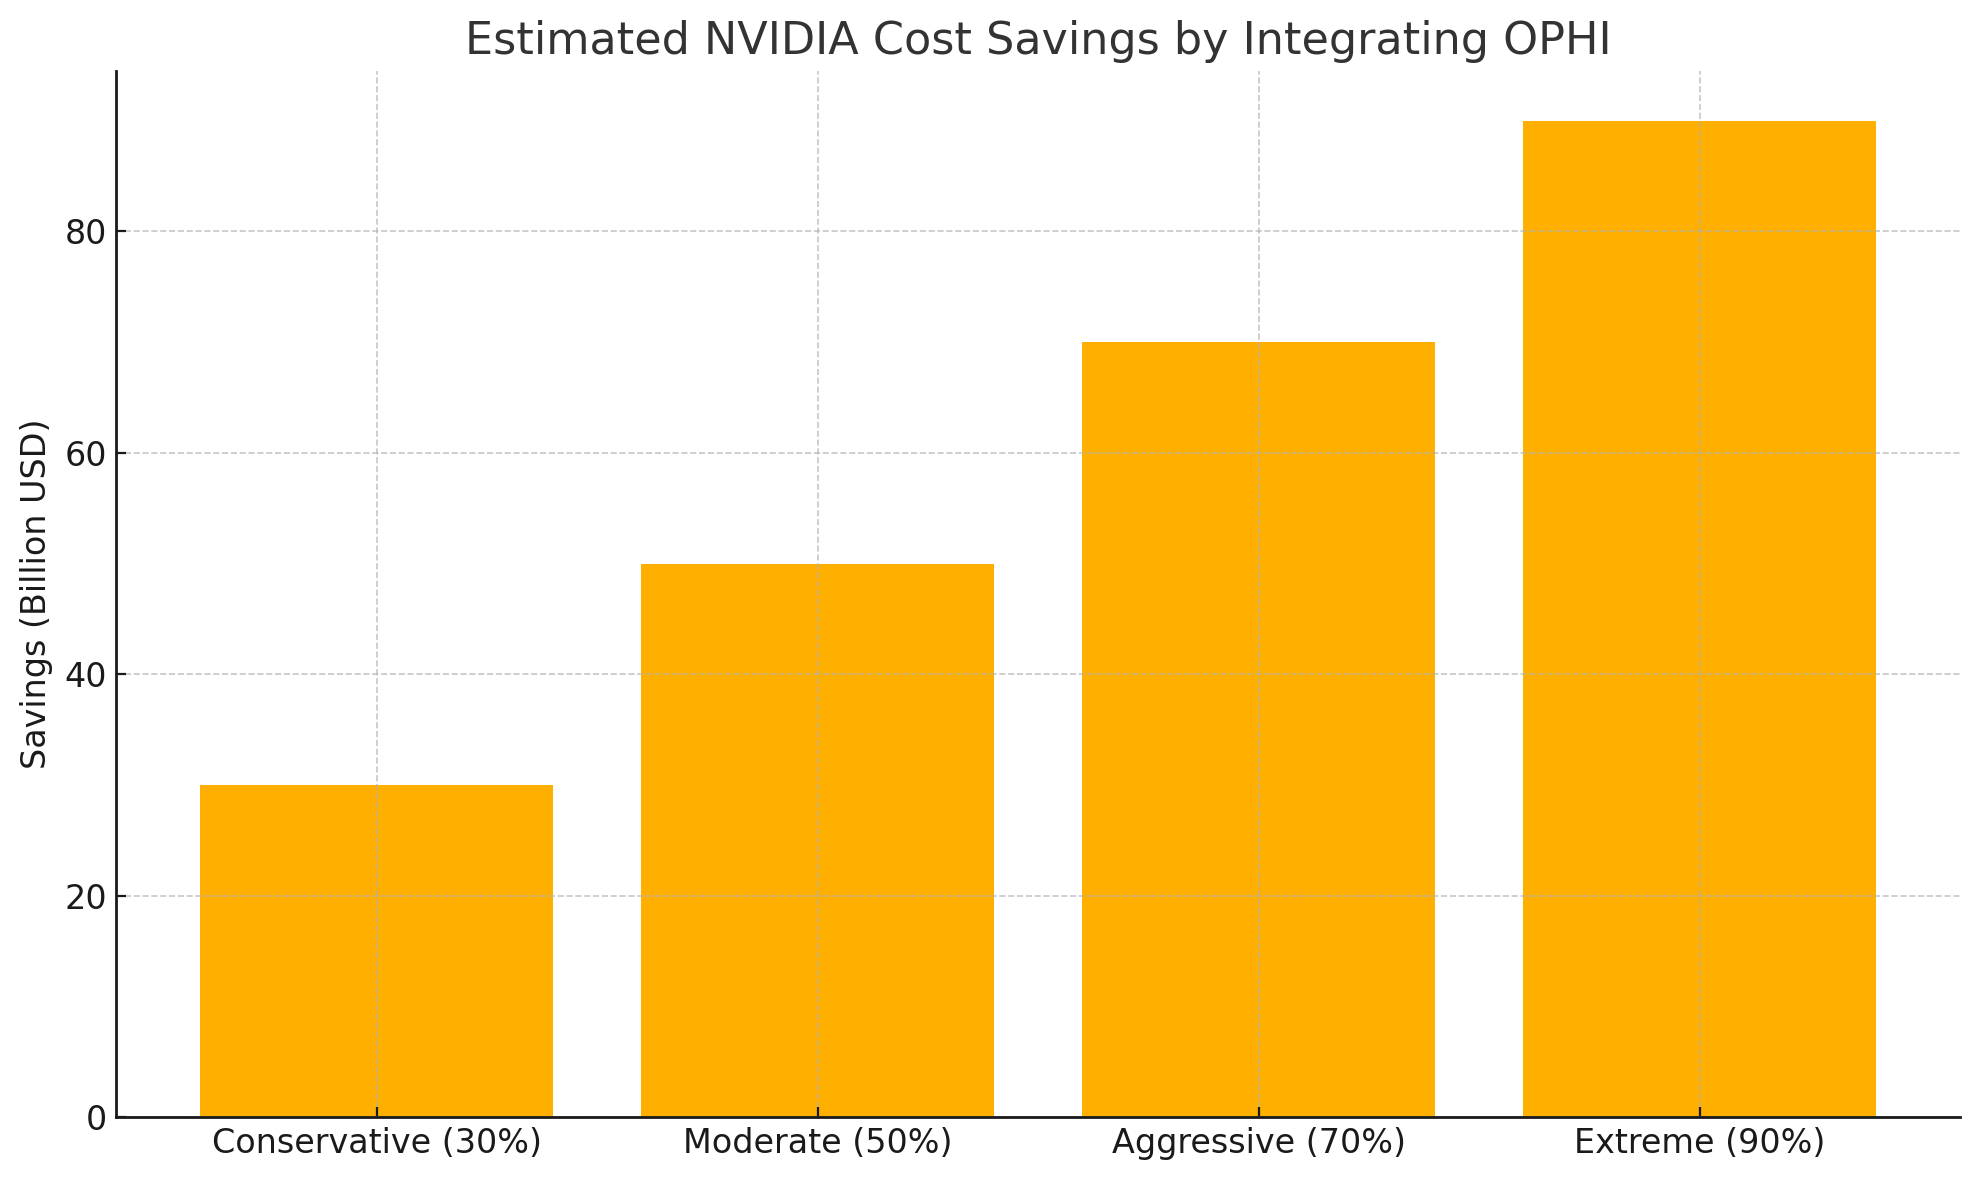 Estimated NVIDIA Cost Savings by Integrating OPHI
Savings (Billion USD)
80
60
40
20
0
Conservative (30%)
Moderate (50%)
Aggressive (70%)
Extreme (90%)